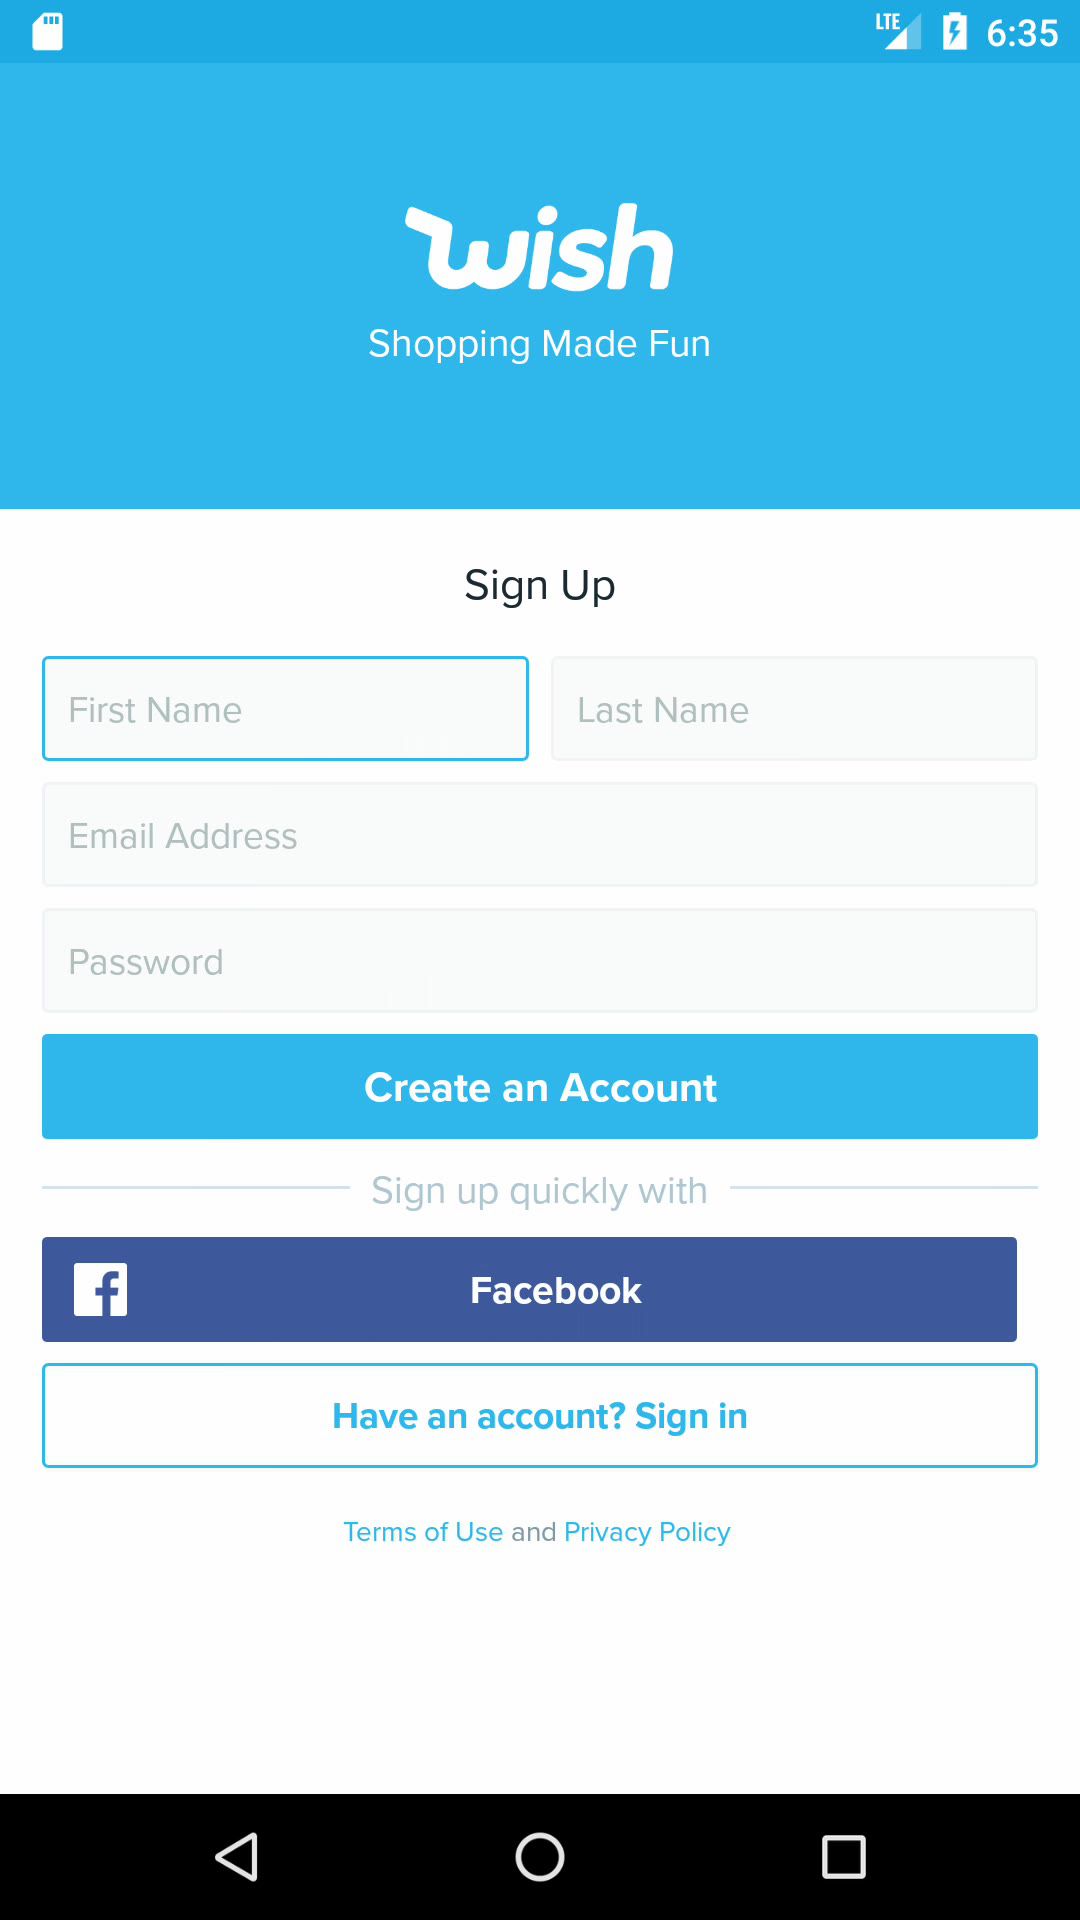 LTE 6:35
wish
Shopping Made Fun
Sign Up
First Name Last Name
Email Address
Password
Create an Account
Sign up quickly with
Facebook
Have an account? Sign in
Terms of Use and Privacy Policy